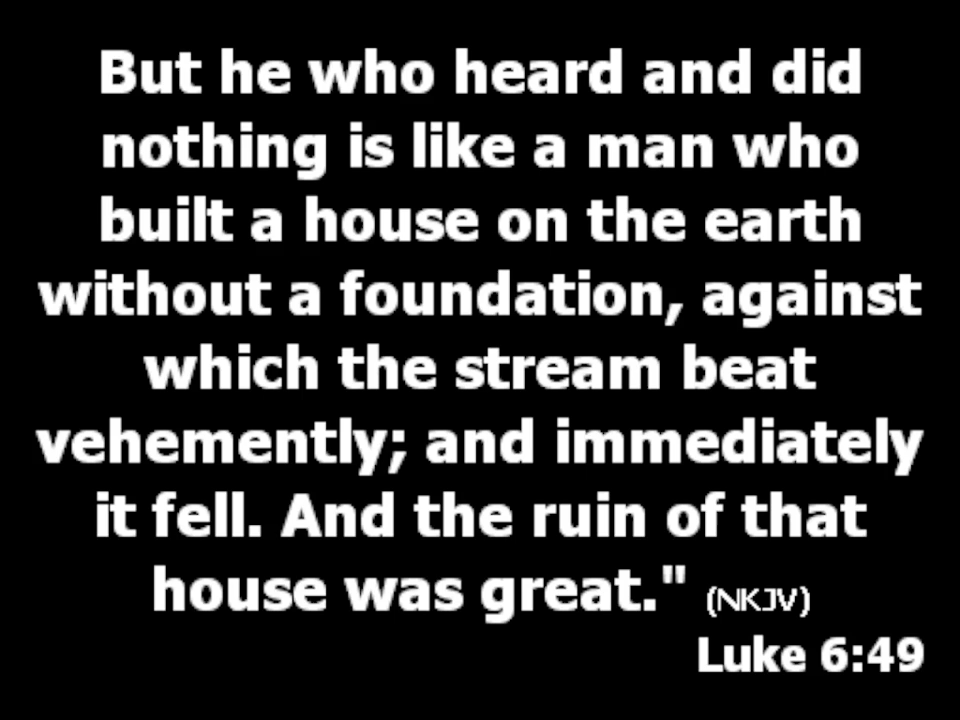 But he who heard and did
nothing is like a man who
built a house on the earth
without a foundation, against
which the stream beat
vehemently; and immediately
it fell. And the ruin of that
house was great." (NKJV)
Luke 6:49